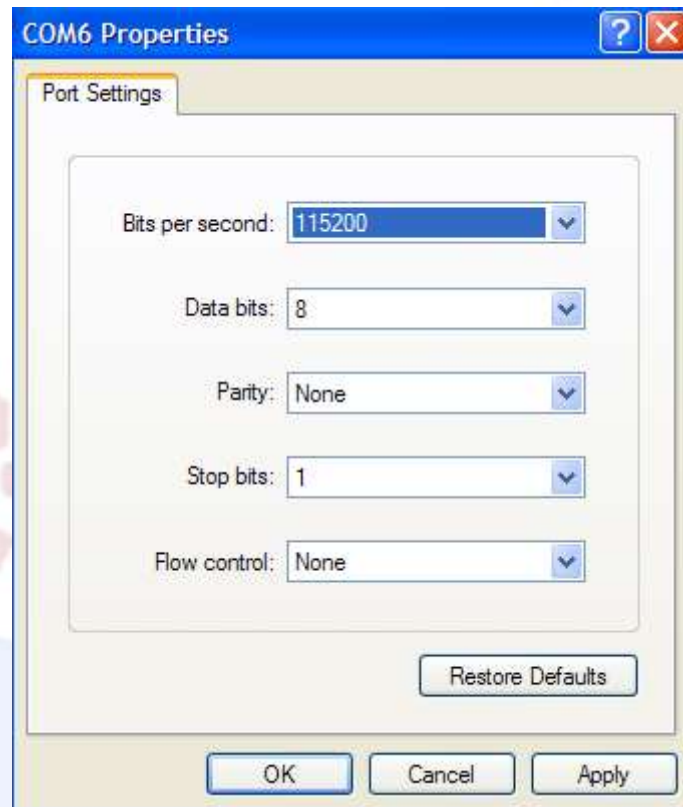 COM6 Properties
Port Settings
Bits per second: 115200
Data bits: 8
Parity: None
Stop bits: 1
Flow control: None
Restore Defaults
OK Cancel Apply